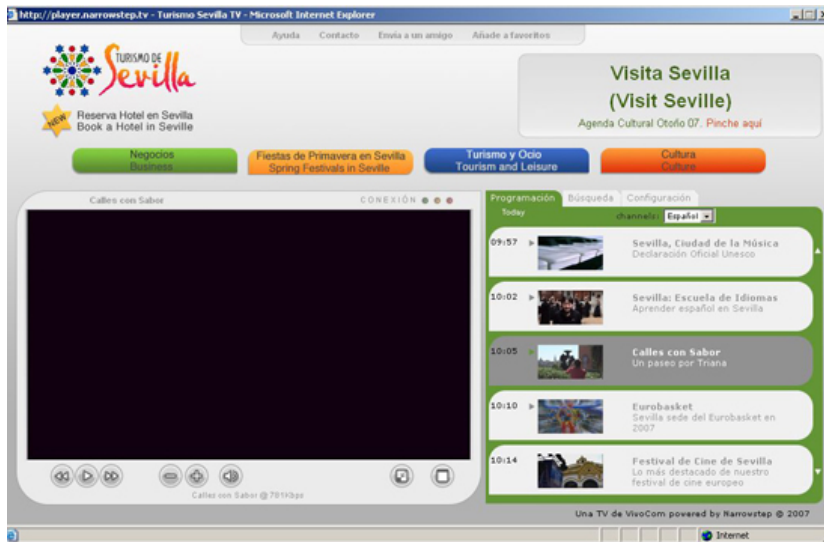 http://player.narrowstep.tv - Turismo Sevilla TV - Microsoft Internet Explorer
Ayuda Contacto Envía a un amigo Añade a favoritos
TURISMO DE
Sevilla
NEW
Reserva Hotel en Sevilla
Book a Hotel in Seville
Visita Sevilla
(Visit Seville)
Agenda Cultural Otoño 07. Pinche aquí
Negocios
Business
Fiestas de Primavera en Sevilla
Spring Festivals in Seville
Turismo y Ocio
Tourism and Leisure
Cultura
Culture
Calles con Sabor
CONEXIÓN
Programación Búsqueda Configuración
Today channels: Español
09:57 Sevilla, Ciudad de la Música
Declaración Oficial Unesco
10:02 Sevilla: Escuela de Idiomas
Aprender español en Sevilla
10:05 Calles con Sabor
Un paseo por Triana
10:10 Eurobasket
Sevilla sede del Eurobasket en
2007
10:14 Festival de Cine de Sevilla
Lo más destacado de nuestro
festival de cine europeo
Calles con Sabor @ 781Kbps
Una TV de VivoCom powered by Narrowstep @ 2007
Internet